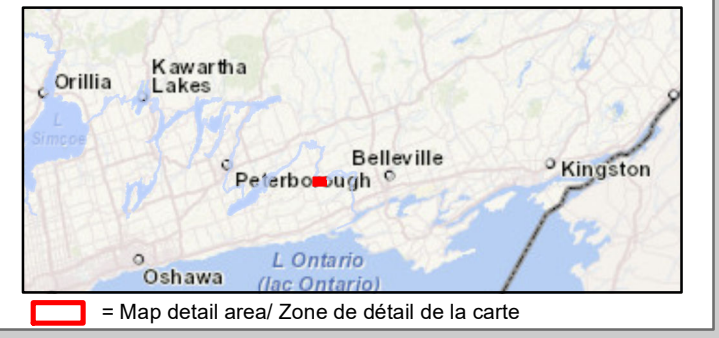 Kawartha
Lakes
Orillia
L
Simcoe
Belleville
Peterborough
Kingston
Oshawa
L Ontario
(lac Ontario)
= Map detail area/ Zone de détail de la carte